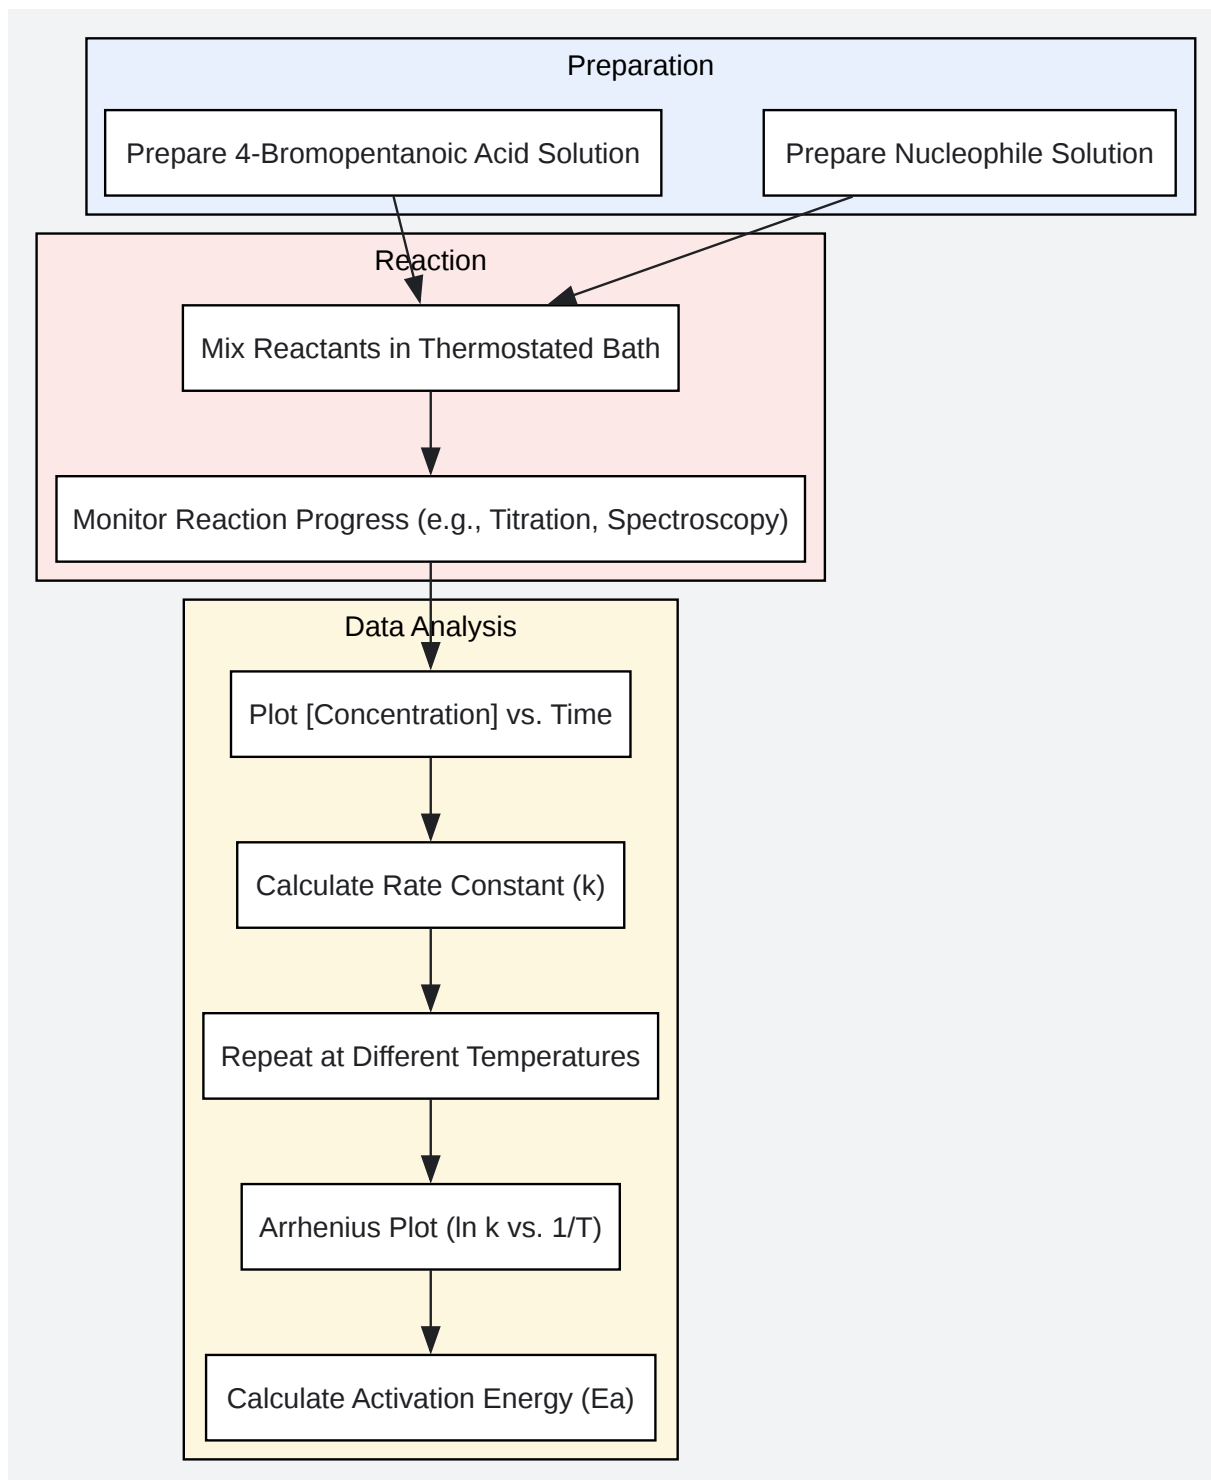 Preparation
Prepare 4-Bromopentanoic Acid Solution
Prepare Nucleophile Solution
Reaction
Mix Reactants in Thermostated Bath
Monitor Reaction Progress (e.g., Titration, Spectroscopy)
Data Analysis
Plot [Concentration] vs. Time
Calculate Rate Constant (k)
Repeat at Different Temperatures
Arrhenius Plot (ln k vs. 1/T)
Calculate Activation Energy (Ea)